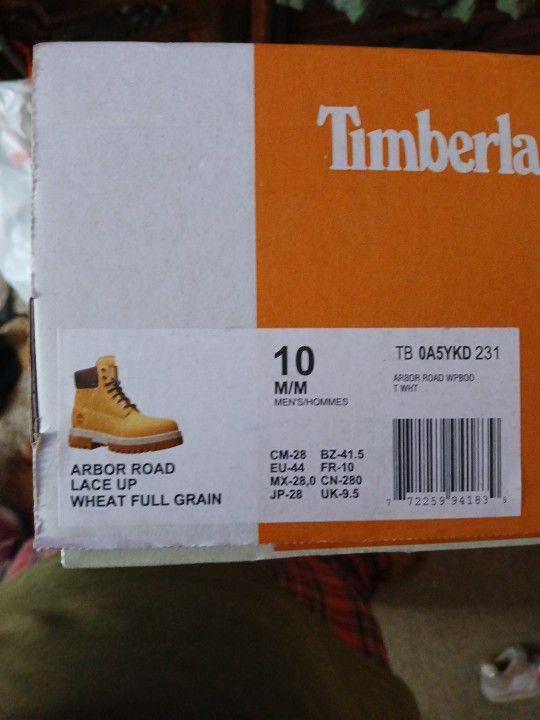 Timberla
10
M/M
MEN'S/HOMMES
TB 0A5YKD 231
ARBOR ROAD WPBOO
T WHT
ARBOR ROAD
LACE UP
WHEAT FULL GRAIN
CM-28 BZ-41.5
EU-44 FR-10
MX-28,0 CN-280
JP-28 UK-9.5
7 72259 94183 9